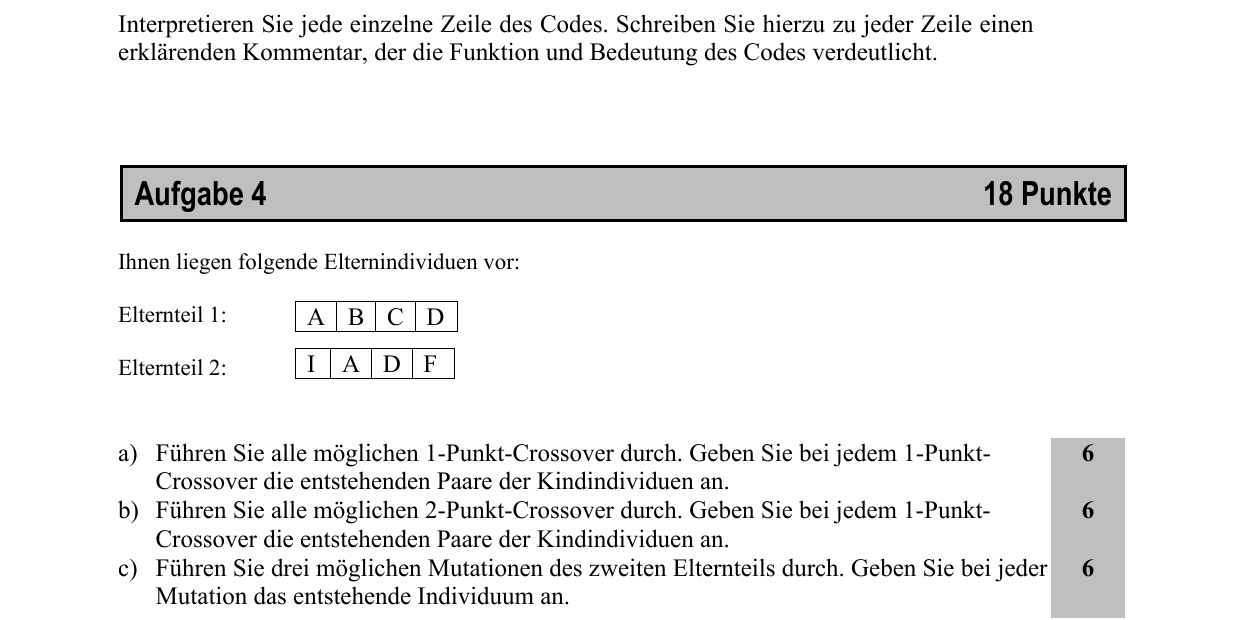 Interpretieren Sie jede einzelne Zeile des Codes. Schreiben Sie hierzu zu jeder Zeile einen
erklärenden Kommentar, der die Funktion und Bedeutung des Codes verdeutlicht.
Aufgabe 4 18 Punkte
Ihnen liegen folgende Elternindividuen vor:
Elternteil 1: A B C D
Elternteil 2: I A D F
a) Führen Sie alle möglichen 1-Punkt-Crossover durch. Geben Sie bei jedem 1-Punkt- 6
Crossover die entstehenden Paare der Kindindividuen an.
b) Führen Sie alle möglichen 2-Punkt-Crossover durch. Geben Sie bei jedem 1-Punkt- 6
Crossover die entstehenden Paare der Kindindividuen an.
c) Führen Sie drei möglichen Mutationen des zweiten Elternteils durch. Geben Sie bei jeder 6
Mutation das entstehende Individuum an.